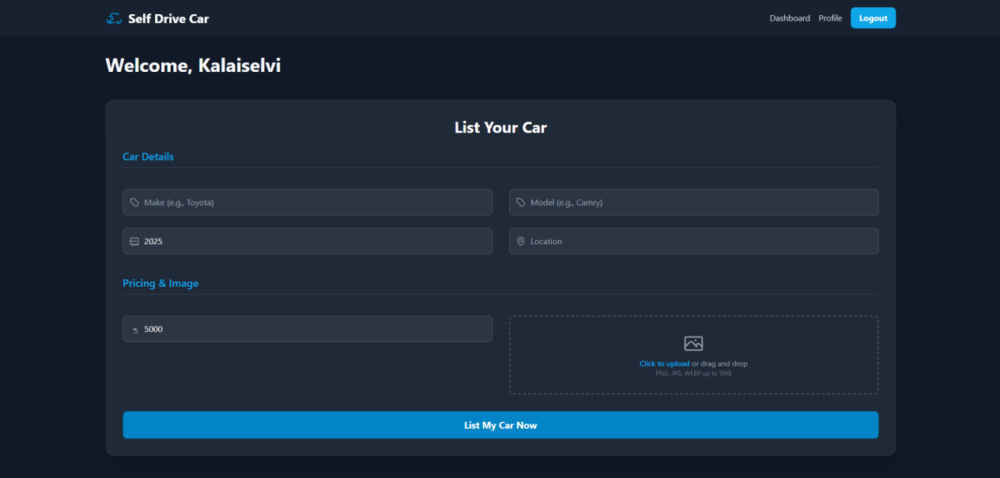 Self Drive Car
Dashboard Profile Logout
Welcome, Kalaiselvi
List Your Car
Car Details
Make (e.g., Toyota)
Model (e.g., Camry)
2025
Location
Pricing & Image
5000
Click to upload or drag and drop
PNG, JPG, WEBP up to 5MB
List My Car Now